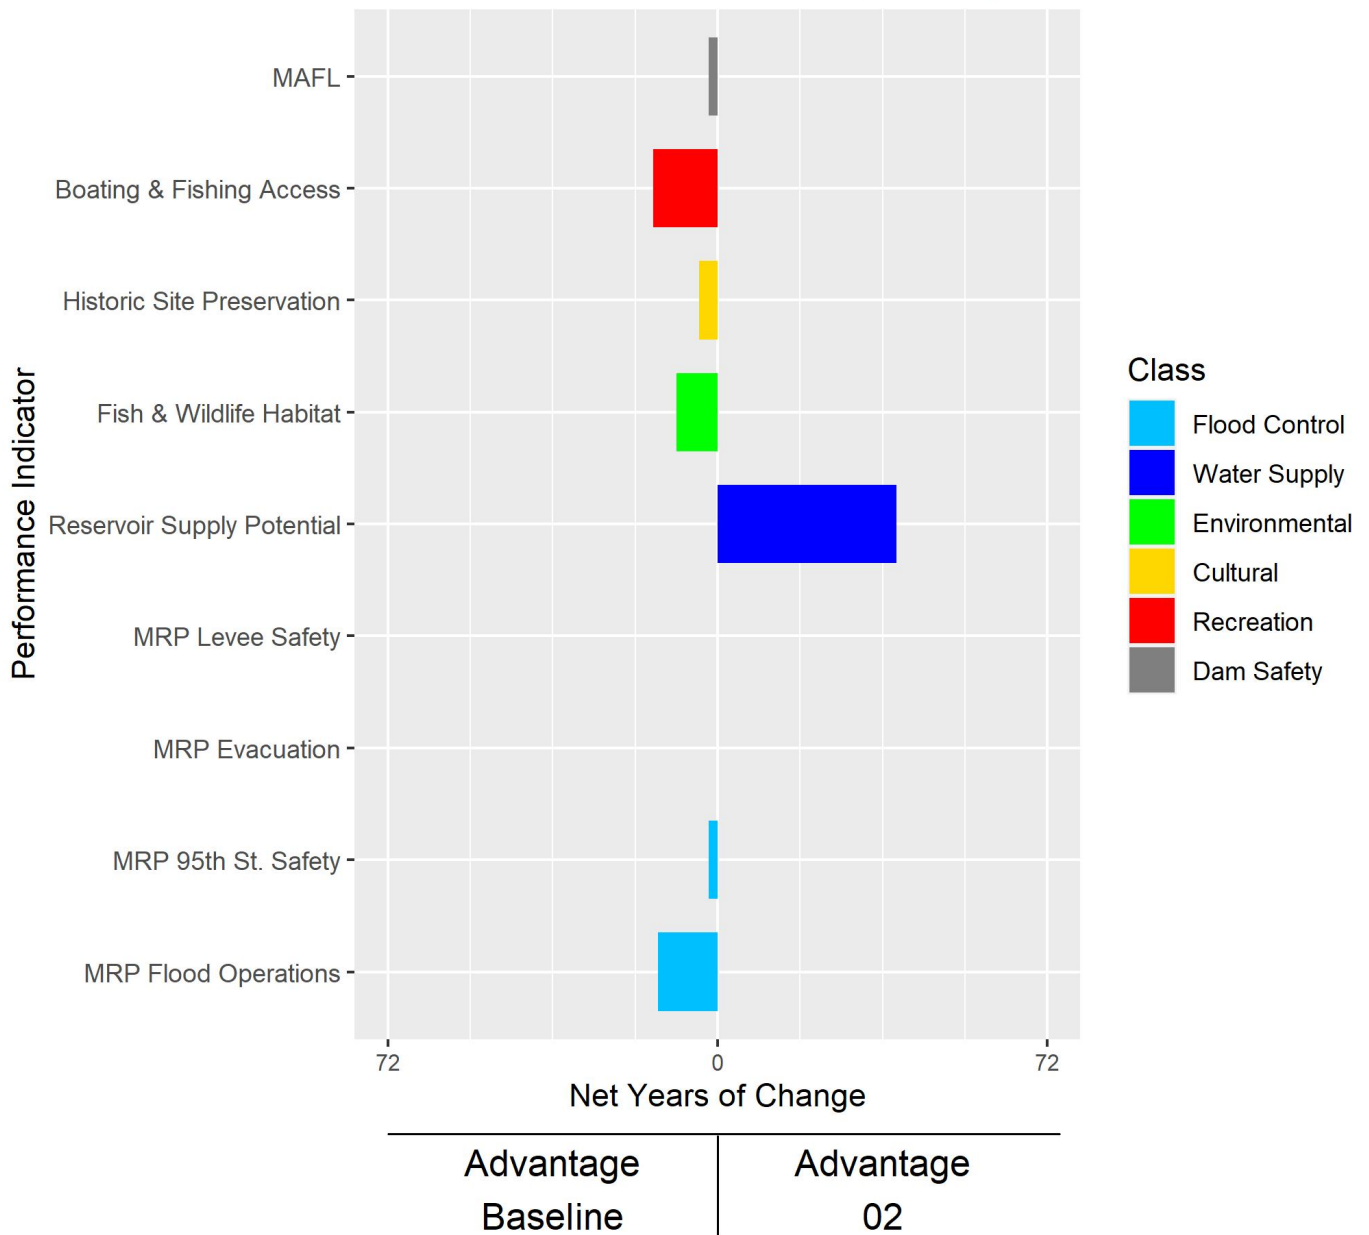 MAFL
Boating & Fishing Access
Historic Site Preservation
Fish & Wildlife Habitat
Reservoir Supply Potential
MRP Levee Safety
MRP Evacuation
MRP 95th St. Safety
MRP Flood Operations
Performance Indicator
72 0 72
Net Years of Change
Advantage Advantage
Baseline 02
Class
Flood Control
Water Supply
Environmental
Cultural
Recreation
Dam Safety